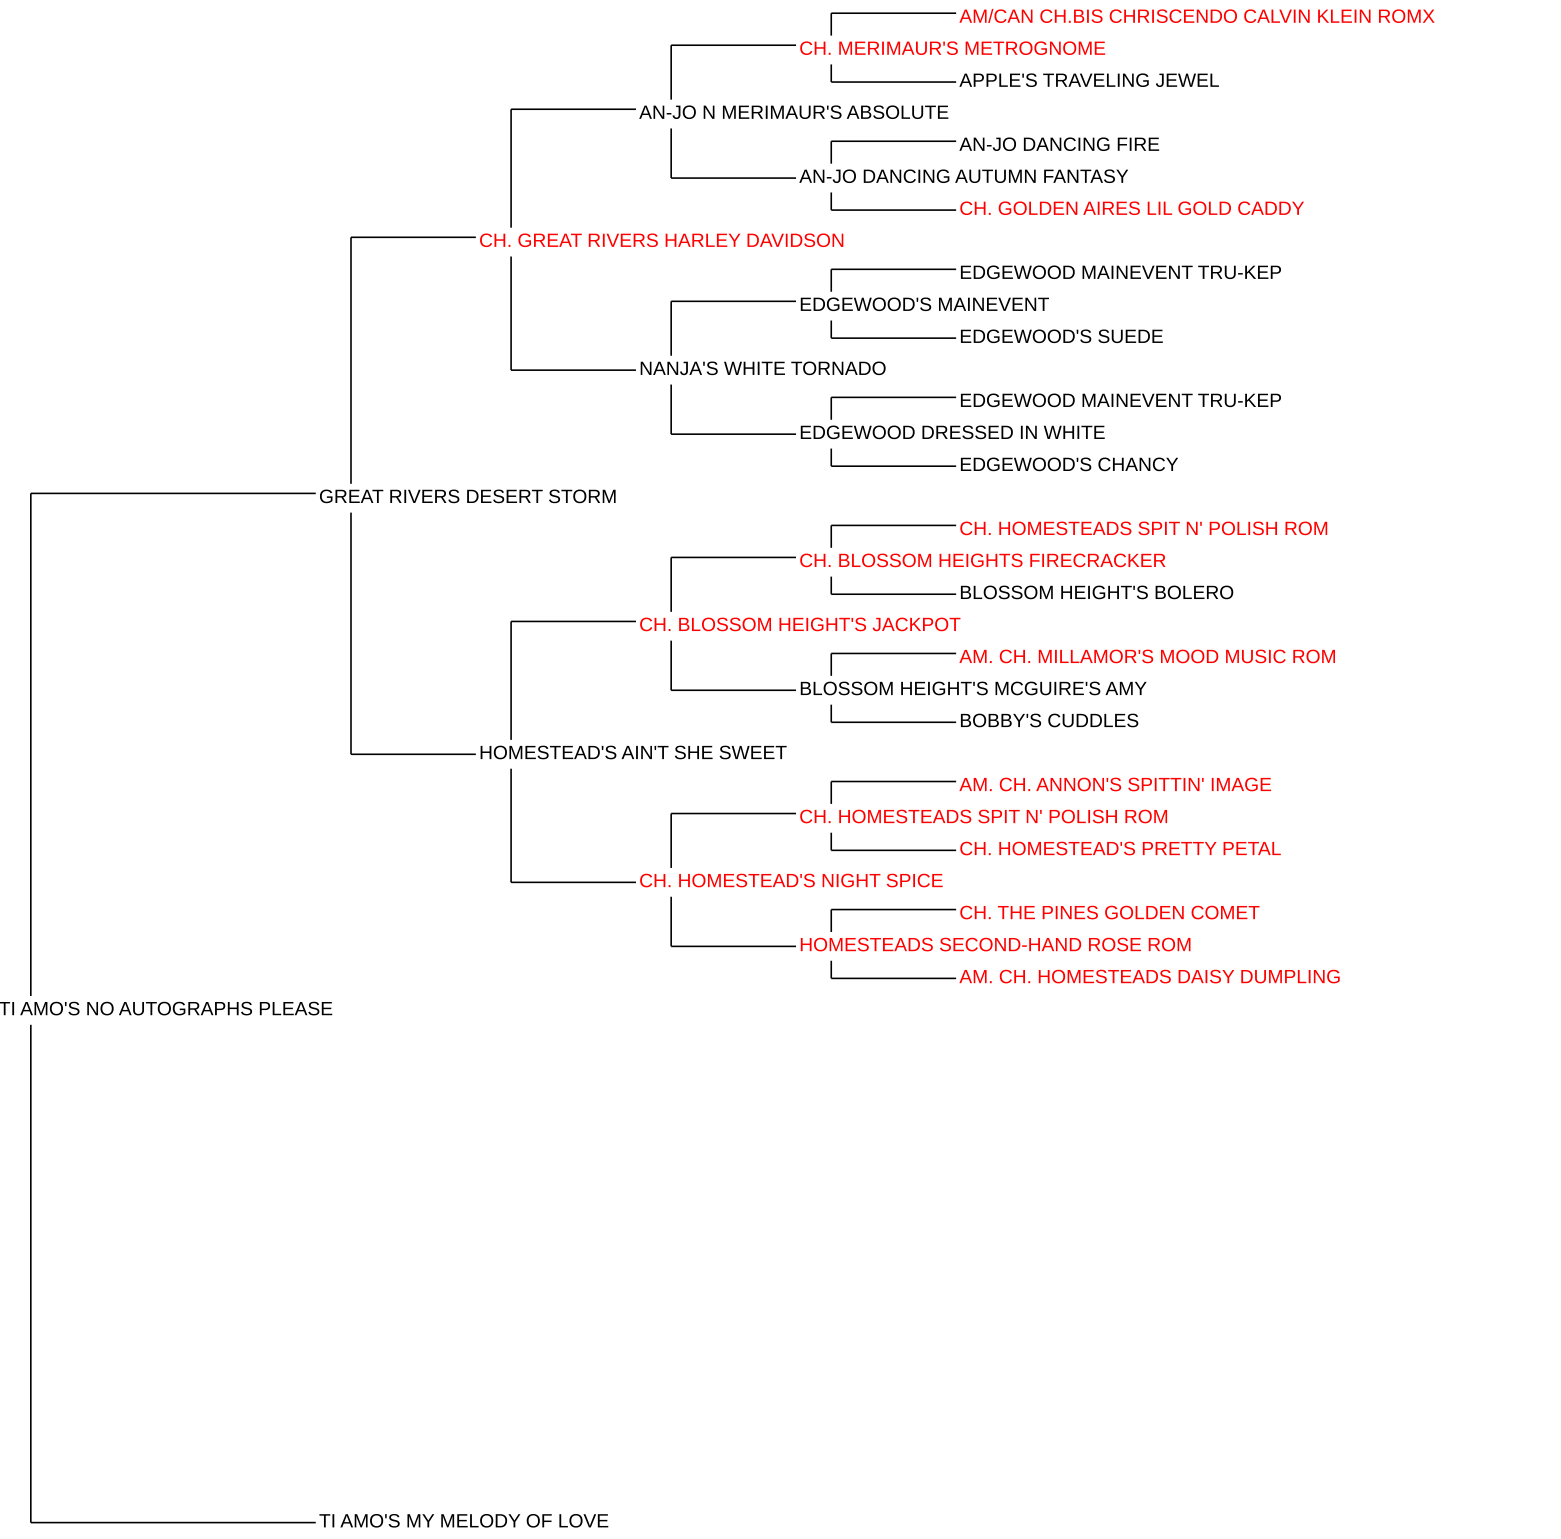 AM/CAN CH.BIS CHRISCENDO CALVIN KLEIN ROMX
CH. MERIMAUR'S METROGNOME
APPLE'S TRAVELING JEWEL
AN-JO N MERIMAUR'S ABSOLUTE
AN-JO DANCING FIRE
AN-JO DANCING AUTUMN FANTASY
CH. GOLDEN AIRES LIL GOLD CADDY
CH. GREAT RIVERS HARLEY DAVIDSON
EDGEWOOD MAINEVENT TRU-KEP
EDGEWOOD'S MAINEVENT
EDGEWOOD'S SUEDE
NANJA'S WHITE TORNADO
EDGEWOOD MAINEVENT TRU-KEP
EDGEWOOD DRESSED IN WHITE
EDGEWOOD'S CHANCY
GREAT RIVERS DESERT STORM
CH. HOMESTEADS SPIT N' POLISH ROM
CH. BLOSSOM HEIGHTS FIRECRACKER
BLOSSOM HEIGHT'S BOLERO
CH. BLOSSOM HEIGHT'S JACKPOT
AM. CH. MILLAMOR'S MOOD MUSIC ROM
BLOSSOM HEIGHT'S MCGUIRE'S AMY
BOBBY'S CUDDLES
HOMESTEAD'S AIN'T SHE SWEET
AM. CH. ANNON'S SPITTIN' IMAGE
CH. HOMESTEADS SPIT N' POLISH ROM
CH. HOMESTEAD'S PRETTY PETAL
CH. HOMESTEAD'S NIGHT SPICE
CH. THE PINES GOLDEN COMET
HOMESTEADS SECOND-HAND ROSE ROM
AM. CH. HOMESTEADS DAISY DUMPLING
TI AMO'S NO AUTOGRAPHS PLEASE
TI AMO'S MY MELODY OF LOVE